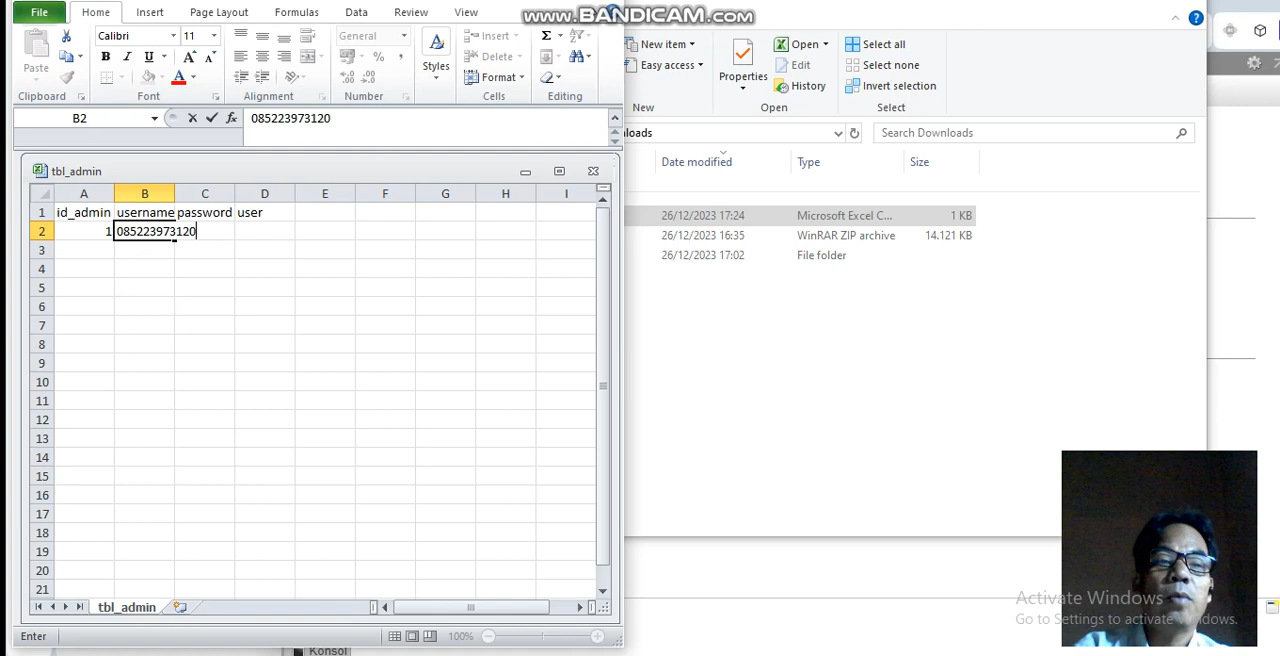 www.BANDICAM.com
File Home Insert Page Layout Formulas Data Review View
Paste
Clipboard
Calibri 11
B I U A A
A
Font
Alignment
General
% ,
Number
Styles
Insert
Delete
Format
Cells
Σ
Editing
B2 fx 085223973120
tbl_admin
A B C D E F G H I
1 id_admin username password user
2 1 085223973120
3
4
5
6
7
8
9
10
11
12
13
14
15
16
17
18
19
20
21
tbl_admin
Enter 100%
New item
Easy access
New
Properties
Open
Edit
History
Open
Select all
Select none
Invert selection
Select
loads Search Downloads
Date modified Type Size
26/12/2023 17:24 Microsoft Excel C... 1 KB
26/12/2023 16:35 WinRAR ZIP archive 14.121 KB
26/12/2023 17:02 File folder
Activate Windows
Go to Settings to activate Windows.
Konsol